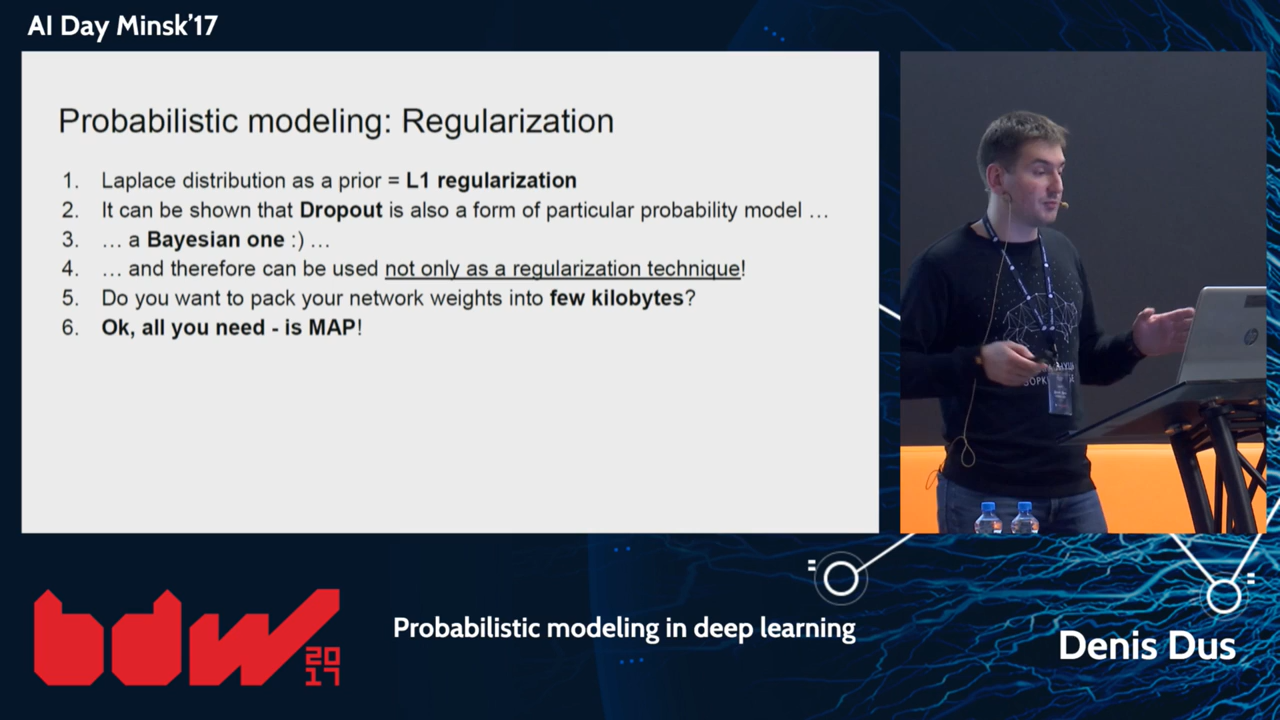 AI Day Minsk'17
Probabilistic modeling: Regularization
1. Laplace distribution as a prior = L1 regularization
2. It can be shown that Dropout is also a form of particular probability model …
3. … a Bayesian one :) …
4. … and therefore can be used not only as a regularization technique!
5. Do you want to pack your network weights into few kilobytes?
6. Ok, all you need - is MAP!
bdw
20
17
Probabilistic modeling in deep learning
Denis Dus